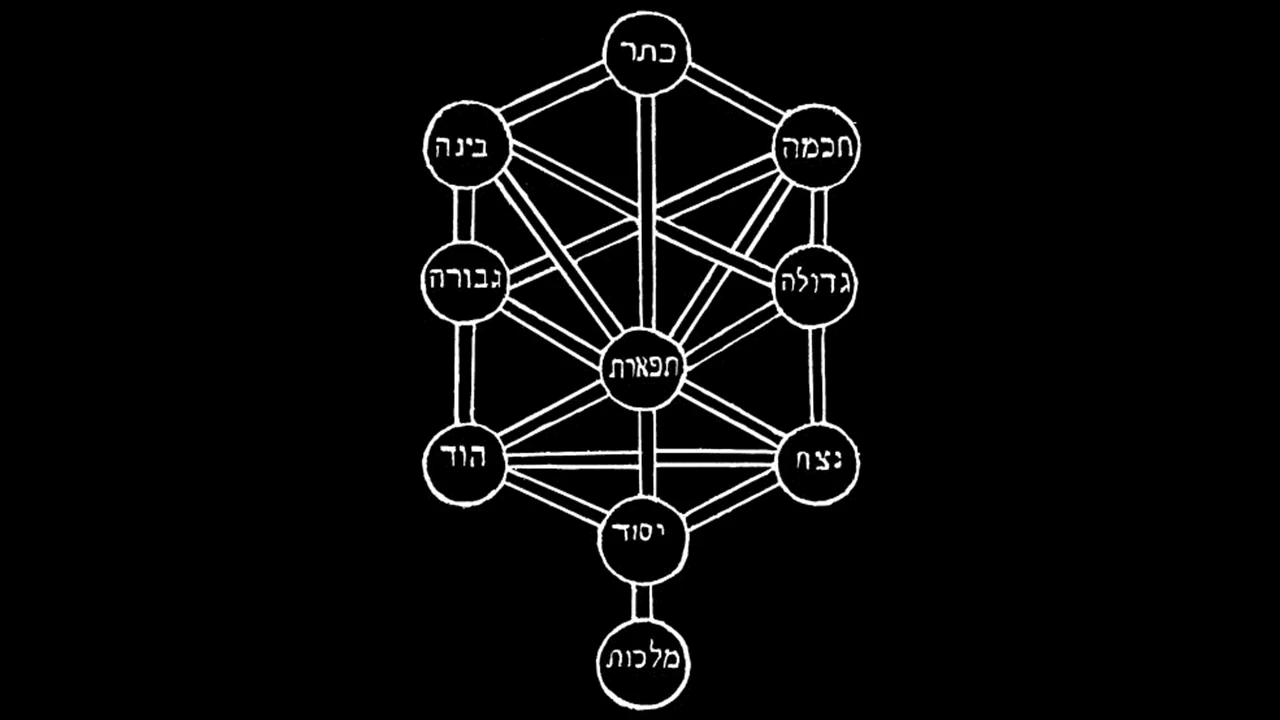 כתר
חכמה
בינה
גדולה
גבורה
תפארת
נצח
הוד
יסוד
מלכות